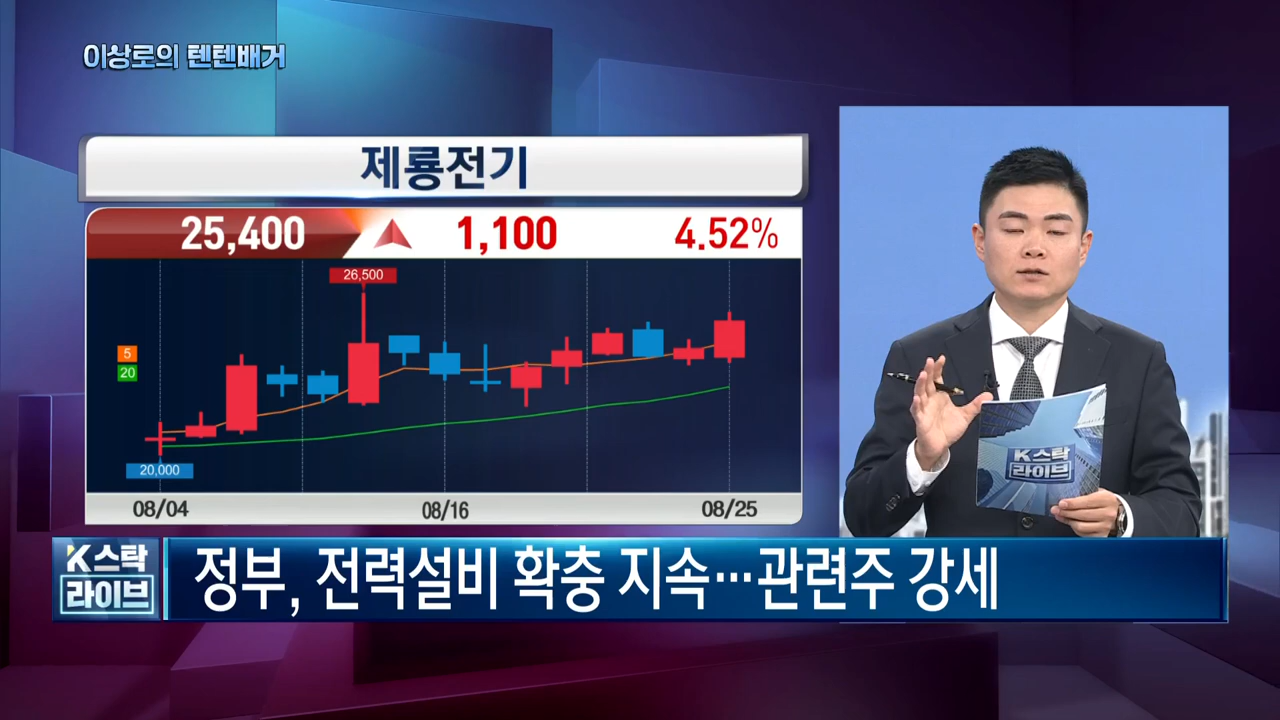 이상로의 텐텐배거
제룡전기
25,400 1,100 4.52%
26,500
5
20
20,000
08/04 08/16 08/25
K스탁
라이브
K스탁
라이브
정부, 전력설비 확충 지속…관련주 강세